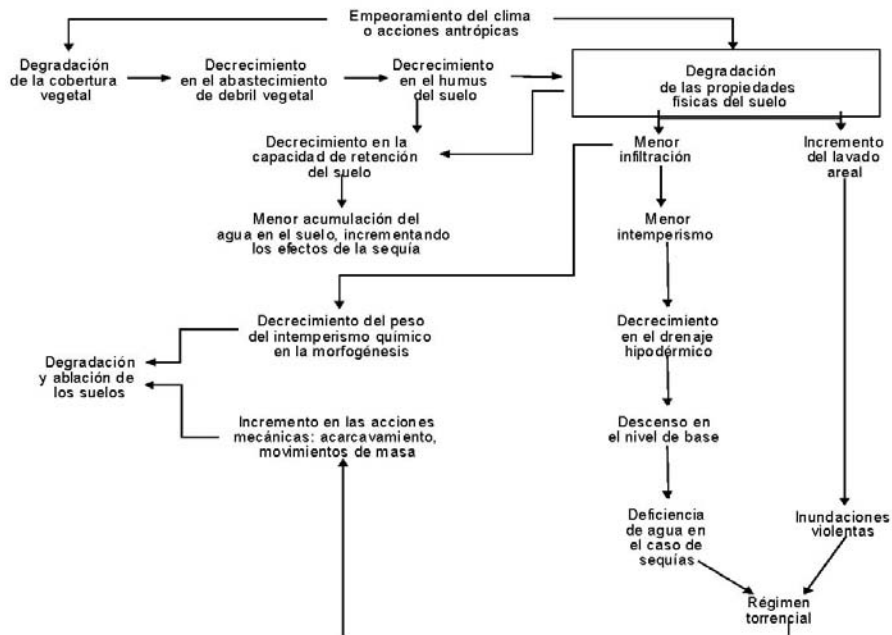 Empeoramiento del clima
o acciones antrópicas
Degradación
de la cobertura
vegetal
Decrecimiento
en el abastecimiento
de debril vegetal
Decrecimiento
en el humus
del suelo
Degradación
de las propiedades
físicas del suelo
Decrecimiento en la
capacidad de retención
del suelo
Menor
infiltración
Incremento
del lavado
areal
Menor acumulación del
agua en el suelo, incrementando
los efectos de la sequía
Menor
intemperismo
Decrecimiento del peso
del intemperismo químico
en la morfogénesis
Decrecimiento
en el drenaje
hipodérmico
Degradación
y ablación de
los suelos
Incremento en las acciones
mecánicas: acarcavamiento,
movimientos de masa
Descenso en
el nivel de base
Deficiencia
de agua en
el caso de
sequías
Inundaciones
violentas
Régimen
torrencial